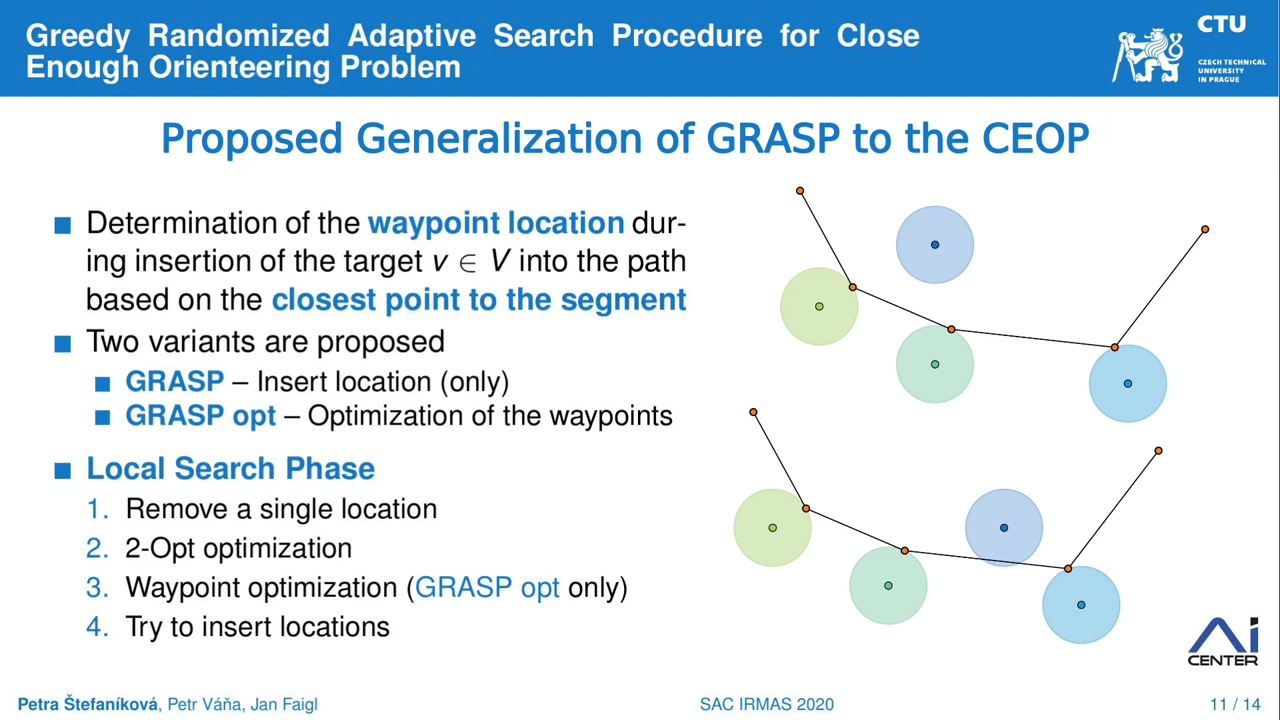 Greedy Randomized Adaptive Search Procedure for Close
Enough Orienteering Problem
CTU
CZECH TECHNICAL
UNIVERSITY
IN PRAGUE
Proposed Generalization of GRASP to the CEOP
Determination of the waypoint location dur-
ing insertion of the target v ∈ V into the path
based on the closest point to the segment
Two variants are proposed
GRASP – Insert location (only)
GRASP opt – Optimization of the waypoints
Local Search Phase
1. Remove a single location
2. 2-Opt optimization
3. Waypoint optimization (GRASP opt only)
4. Try to insert locations
Ai
CENTER
Petra Štefaníková, Petr Váňa, Jan Faigl
SAC IRMAS 2020
11 / 14